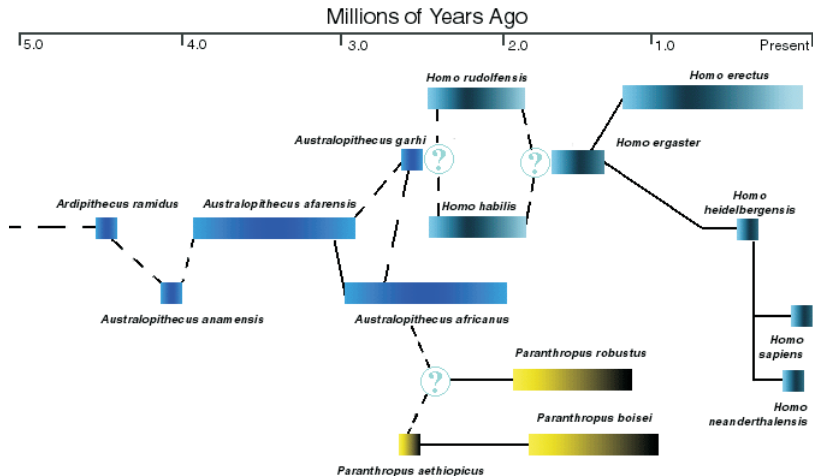 Millions of Years Ago
5.0 4.0 3.0 2.0 1.0 Present
Homo rudolfensis
Homo erectus
Australopithecus garhi
Homo ergaster
?
?
Ardipithecus ramidus
Australopithecus afarensis
Homo habilis
Homo
heidelbergensis
Australopithecus anamensis
Australopithecus africanus
Homo
sapiens
Paranthropus robustus
?
Homo
neanderthalensis
Paranthropus boisei
Paranthropus aethiopicus